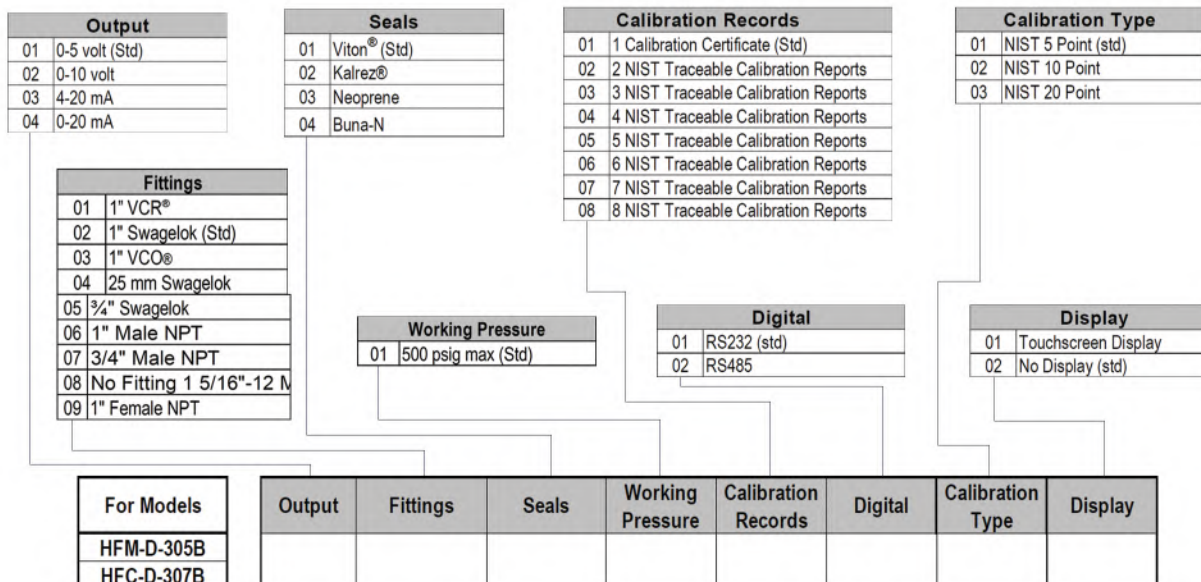 Output
01 0-5 volt (Std)
02 0-10 volt
03 4-20 mA
04 0-20 mA
Seals
01 Viton® (Std)
02 Kalrez®
03 Neoprene
04 Buna-N
Calibration Records
01 1 Calibration Certificate (Std)
02 2 NIST Traceable Calibration Reports
03 3 NIST Traceable Calibration Reports
04 4 NIST Traceable Calibration Reports
05 5 NIST Traceable Calibration Reports
06 6 NIST Traceable Calibration Reports
07 7 NIST Traceable Calibration Reports
08 8 NIST Traceable Calibration Reports
Calibration Type
01 NIST 5 Point (std)
02 NIST 10 Point
03 NIST 20 Point
Fittings
01 1" VCR®
02 1" Swagelok (Std)
03 1" VCO®
04 25 mm Swagelok
05 ¾" Swagelok
06 1" Male NPT
07 3/4" Male NPT
08 No Fitting 1 5/16"-12
09 1" Female NPT
Working Pressure
01 500 psig max (Std)
Digital
01 RS232 (std)
02 RS485
Display
01 Touchscreen Display
02 No Display (std)
For Models
HFM-D-305B
HFC-D-307B
Output
Fittings
Seals
Working
Pressure
Calibration
Records
Digital
Calibration
Type
Display